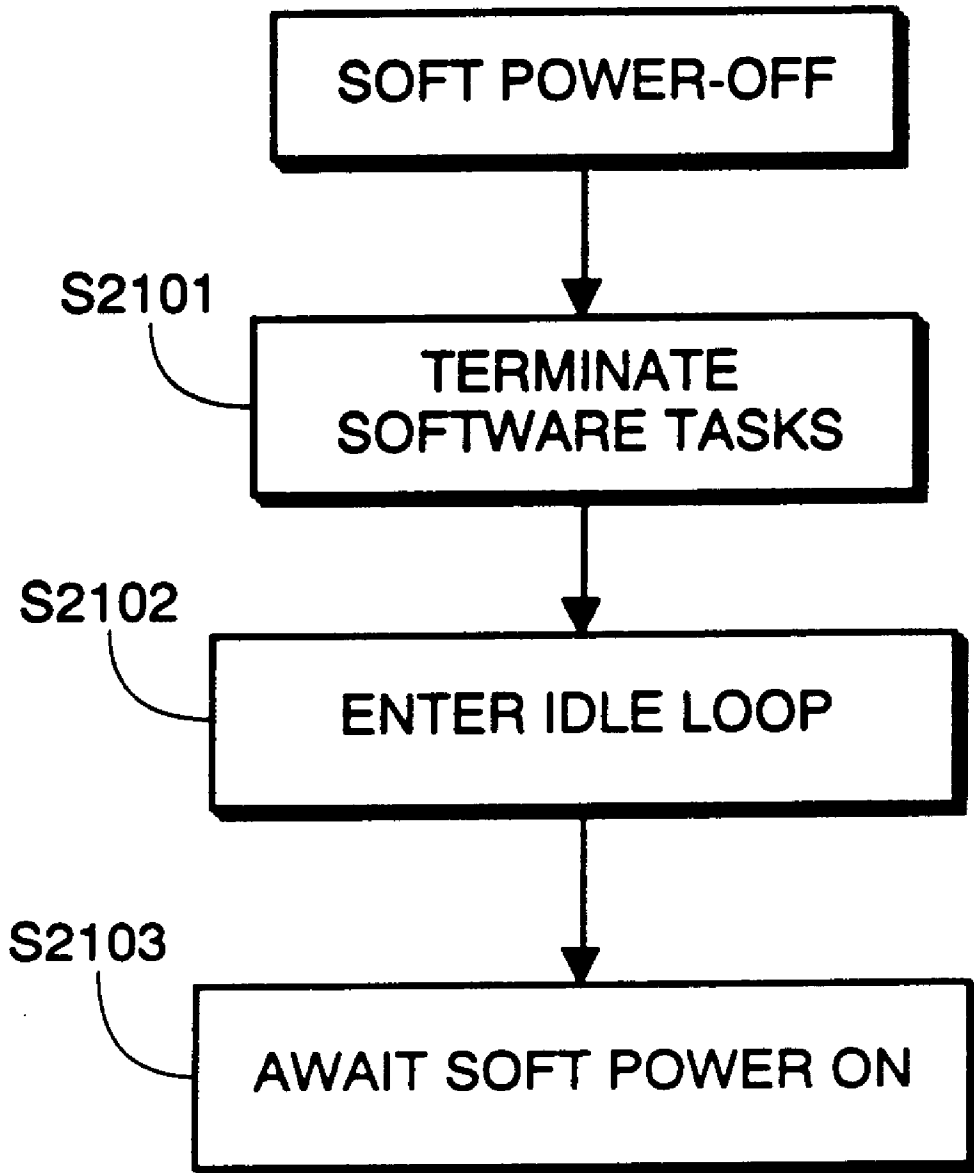 SOFT POWER-OFF
S2101
TERMINATE
SOFTWARE TASKS
S2102
ENTER IDLE LOOP
S2103
AWAIT SOFT POWER ON